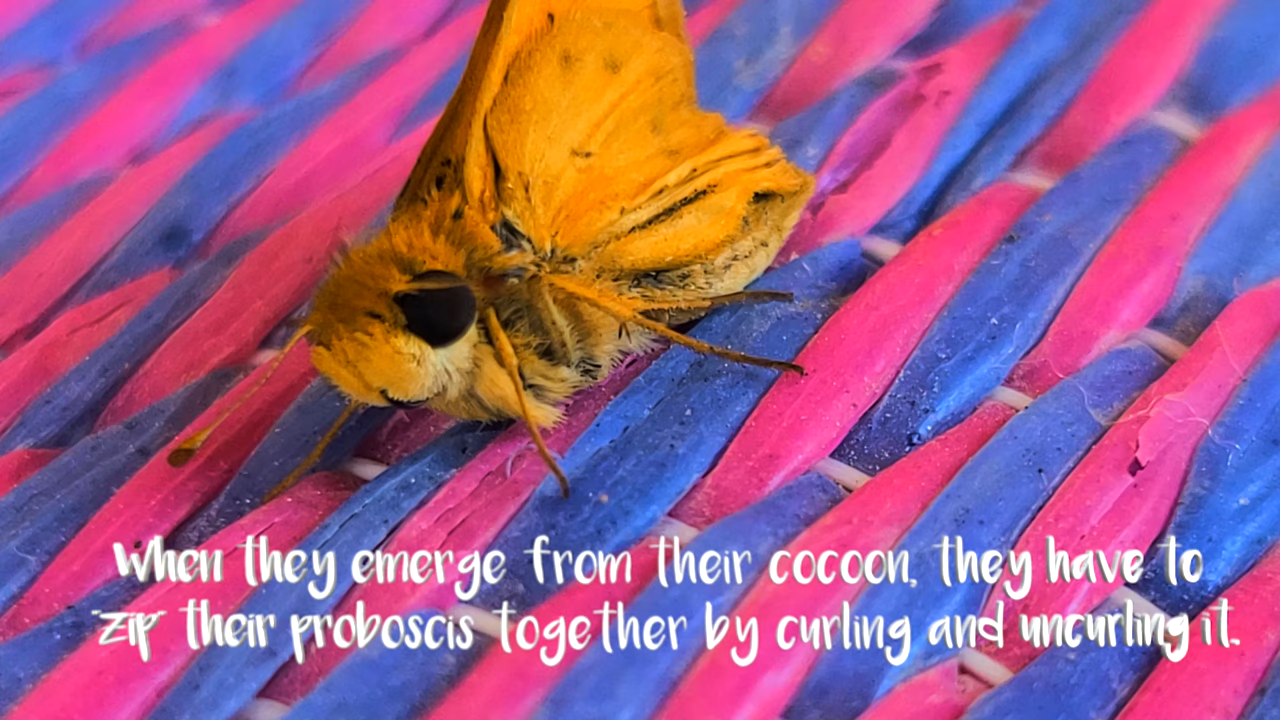 When they emerge from their cocoon, they have to
"zip" their proboscis together by curling and uncurling it.